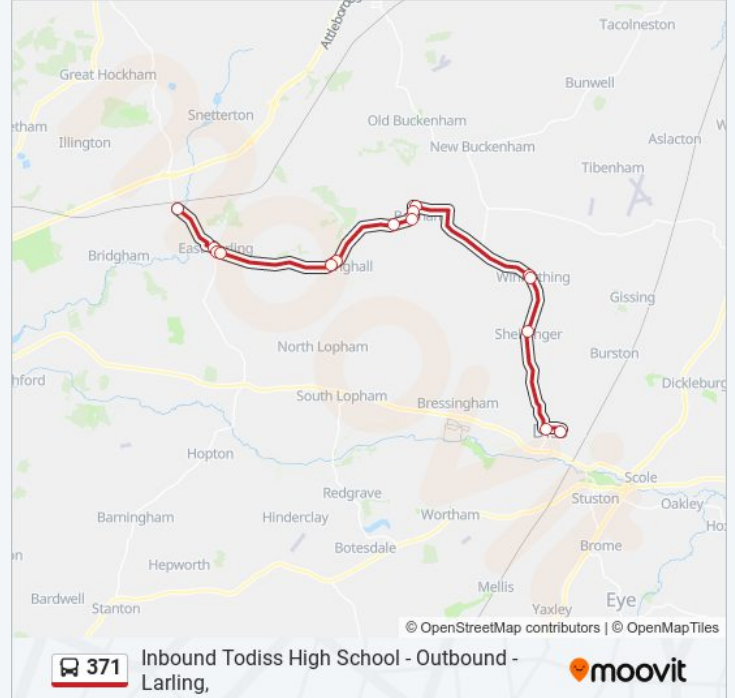 Tacolneston
Attleborough
Great Hockham
Bunwell
Snetterton
Old Buckenham
Illington
New Buckenham
Aslacton
Tibenham
Bridgham
Gissing
North Lopham
Burston
Dickleburg
South Lopham
Bressingham
Hopton
Scole
Redgrave
Stuston
Oakley
Barningham
Hinderclay
Wortham
Botesdale
Brome
Hepworth
Mellis
Bardwell
Stanton
Yaxley
Eye
© OpenStreetMap contributors | © OpenMapTiles
371
Inbound Todiss High School - Outbound -
Larling,
moovit